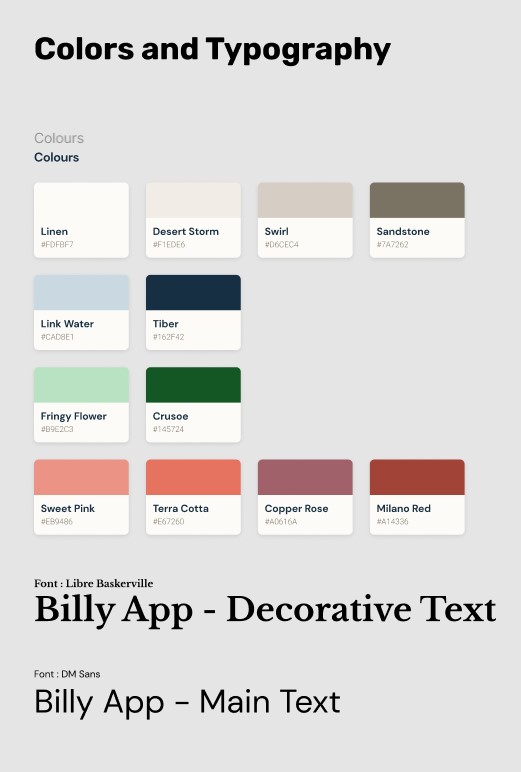 Colors and Typography
Colours
Colours
Linen
#FDFBF7
Desert Storm
#F1EDE6
Swirl
#D6CEC4
Sandstone
#7A7262
Link Water
#CAD8E1
Tiber
#162F42
Fringy Flower
#B9E2C3
Crusoe
#145724
Sweet Pink
#EB9486
Terra Cotta
#E67260
Copper Rose
#A0616A
Milano Red
#A14336
Font : Libre Baskerville
Billy App - Decorative Text
Font : DM Sans
Billy App - Main Text